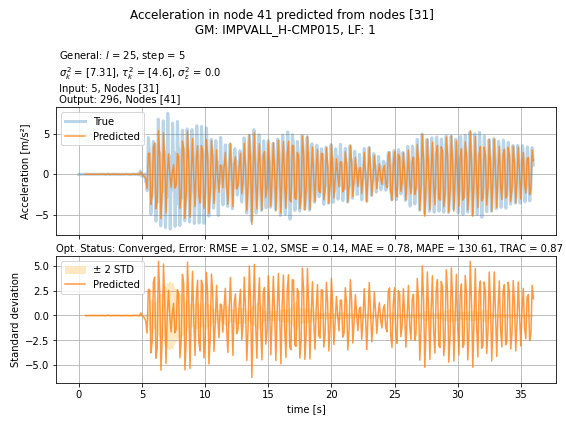 Acceleration in node 41 predicted from nodes [31]
GM: IMPVALL_H-CMP015, LF: 1
General: l = 25, step = 5
σ²ₖ = [7.31], τ²ₖ = [4.6], σ²ε = 0.0
Input: 5, Nodes [31]
Output: 296, Nodes [41]
True
Predicted
Acceleration [m/s²]
5
0
−5
Opt. Status: Converged, Error: RMSE = 1.02, SMSE = 0.14, MAE = 0.78, MAPE = 130.61, TRAC = 0.87
± 2 STD
Predicted
Standard deviation
5.0
2.5
0.0
−2.5
−5.0
0 5 10 15 20 25 30 35
time [s]